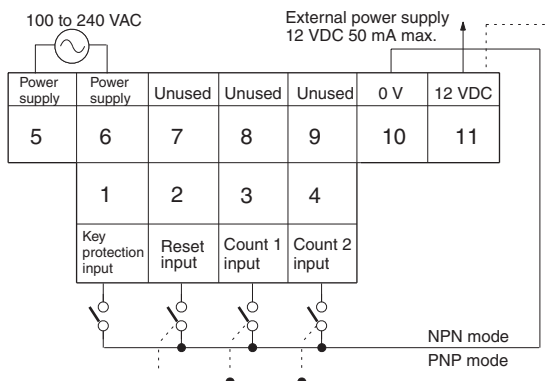 100 to 240 VAC
External power supply
12 VDC 50 mA max.
Power
supply
Power
supply
Unused
Unused
Unused
0 V
12 VDC
5
6
7
8
9
10
11
1
2
3
4
Key
protection
input
Reset
input
Count 1
input
Count 2
input
NPN mode
PNP mode